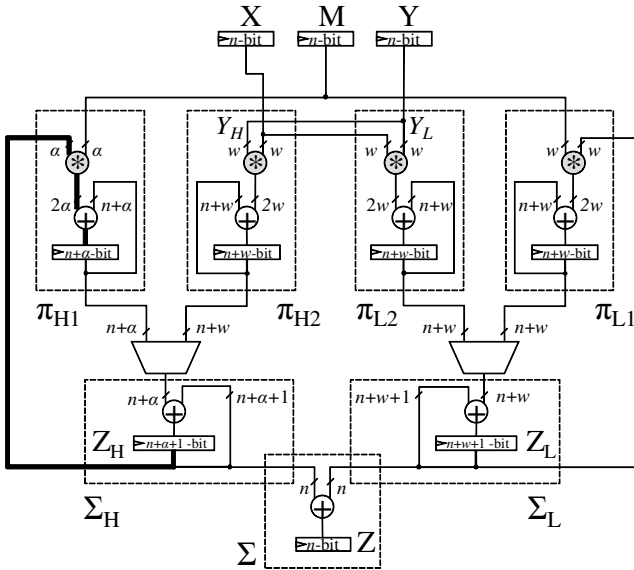 X M Y
n-bit n-bit n-bit
Y_H Y_L
α α w w w w w w
* * * *
2α n+α n+w 2w 2w n+w n+w 2w
+ + + +
n+α-bit n+w-bit n+w-bit n+w-bit
π_H1 π_H2 π_L2 π_L1
n+α n+w n+w n+w
n+α n+α+1 n+w+1 n+w
+ +
Z_H n+α+1 -bit n+w+1 -bit Z_L
n n
Σ_H + Σ_L
Σ n-bit Z